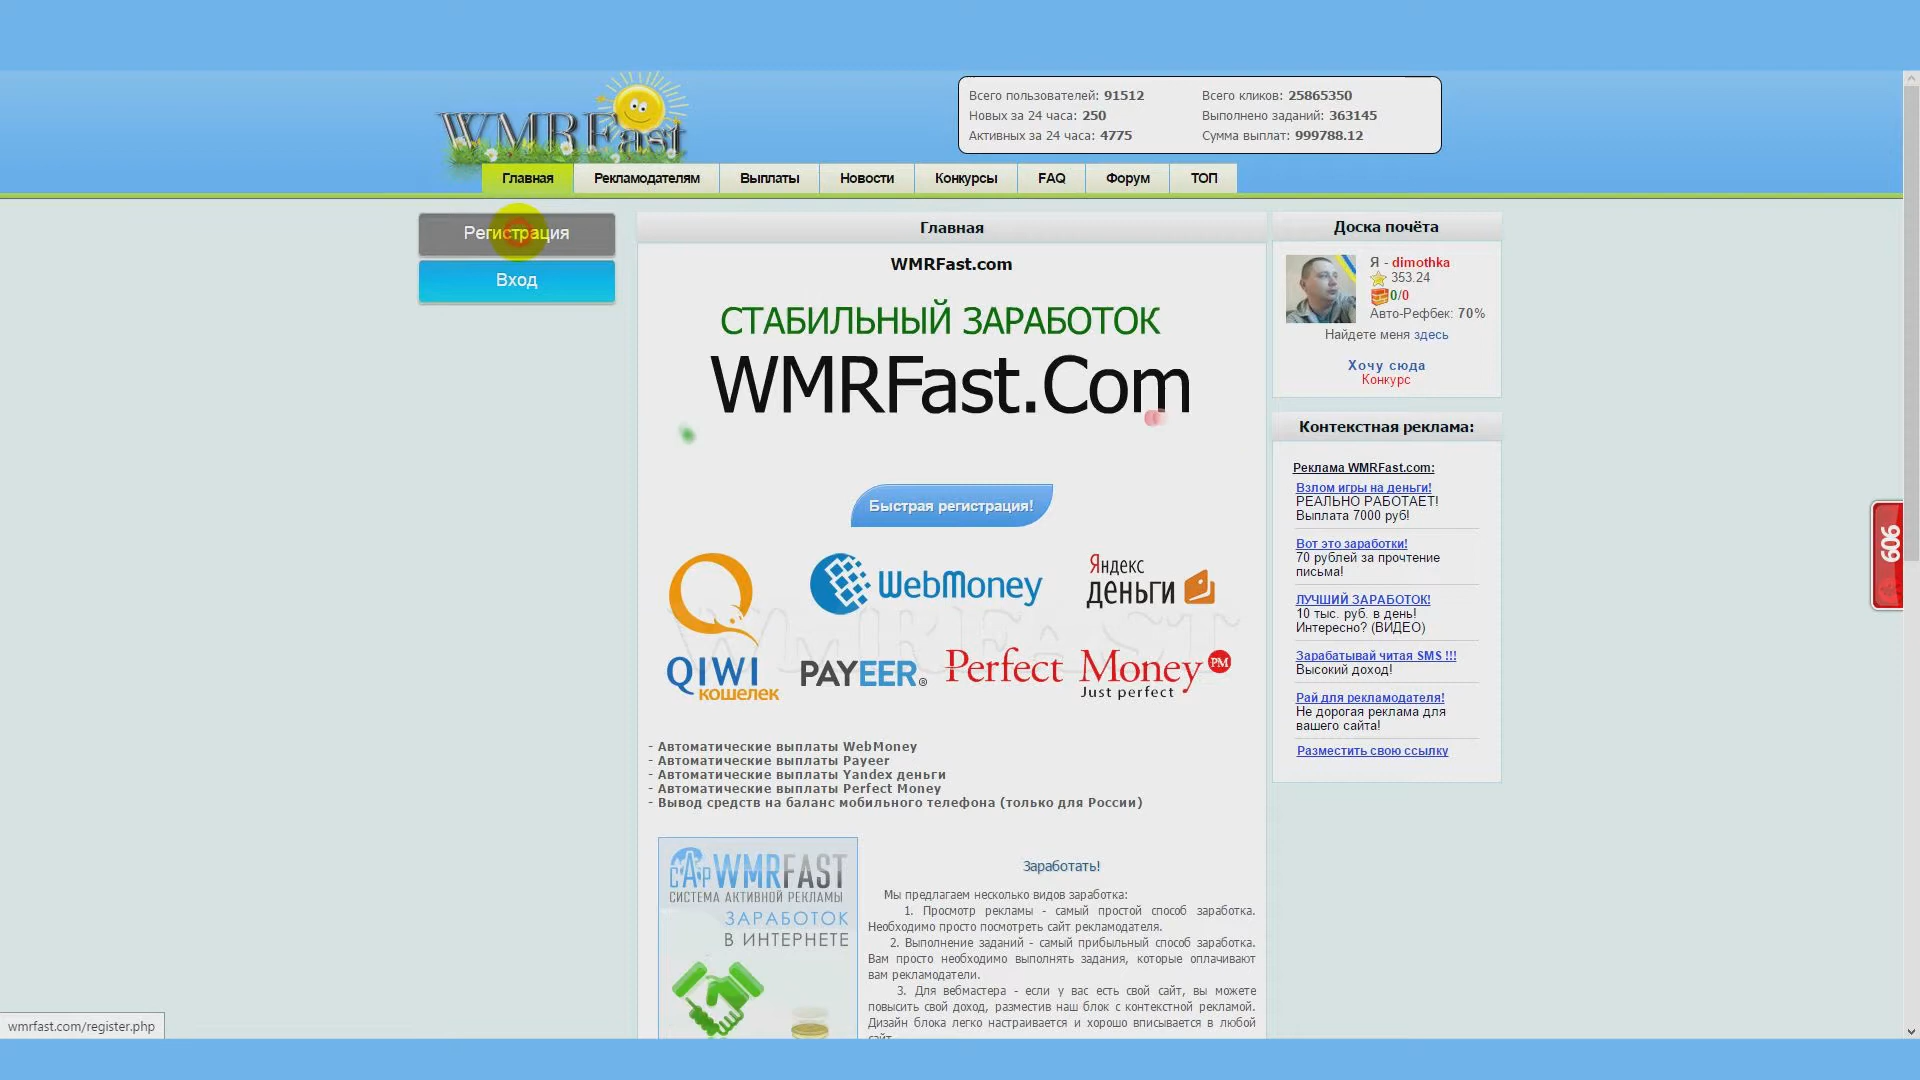 WMRFast
Всего пользователей: 91512
Новых за 24 часа: 250
Активных за 24 часа: 4775
Всего кликов: 25865350
Выполнено заданий: 363145
Сумма выплат: 999788.12
Главная
Рекламодателям
Выплаты
Новости
Конкурсы
FAQ
Форум
ТОП
Регистрация
Вход
Главная
WMRFast.com
СТАБИЛЬНЫЙ ЗАРАБОТОК
WMRFast.Com
Быстрая регистрация!
QIWI
кошелек
WebMoney
Яндекс
деньги
PAYEER®
Perfect Money PM
Just perfect
WMRFAST
- Автоматические выплаты WebMoney
- Автоматические выплаты Payeer
- Автоматические выплаты Yandex деньги
- Автоматические выплаты Perfect Money
- Вывод средств на баланс мобильного телефона (только для России)
сАр WMRFAST
СИСТЕМА АКТИВНОЙ РЕКЛАМЫ
ЗАРАБОТОК
В ИНТЕРНЕТЕ
Заработать!
Мы предлагаем несколько видов заработка:
1. Просмотр рекламы - самый простой способ заработка.
Необходимо просто посмотреть сайт рекламодателя.
2. Выполнение заданий - самый прибыльный способ заработка.
Вам просто необходимо выполнять задания, которые оплачивают
вам рекламодатели.
3. Для вебмастера - если у вас есть свой сайт, вы можете
повысить свой доход, разместив наш блок с контекстной рекламой.
Дизайн блока легко настраивается и хорошо вписывается в любой
Доска почёта
Я - dimothka
353.24
0/0
Авто-Рефбек: 70%
Найдете меня здесь
Хочу сюда
Конкурс
Контекстная реклама:
Реклама WMRFast.com:
Взлом игры на деньги!
РЕАЛЬНО РАБОТАЕТ!
Выплата 7000 руб!
Вот это заработки!
70 рублей за прочтение
письма!
ЛУЧШИЙ ЗАРАБОТОК!
10 тыс. руб. в день!
Интересно? (ВИДЕО)
Зарабатывай читая SMS !!!
Высокий доход!
Рай для рекламодателя!
Не дорогая реклама для
вашего сайта!
Разместить свою ссылку
606
wmrfast.com/register.php